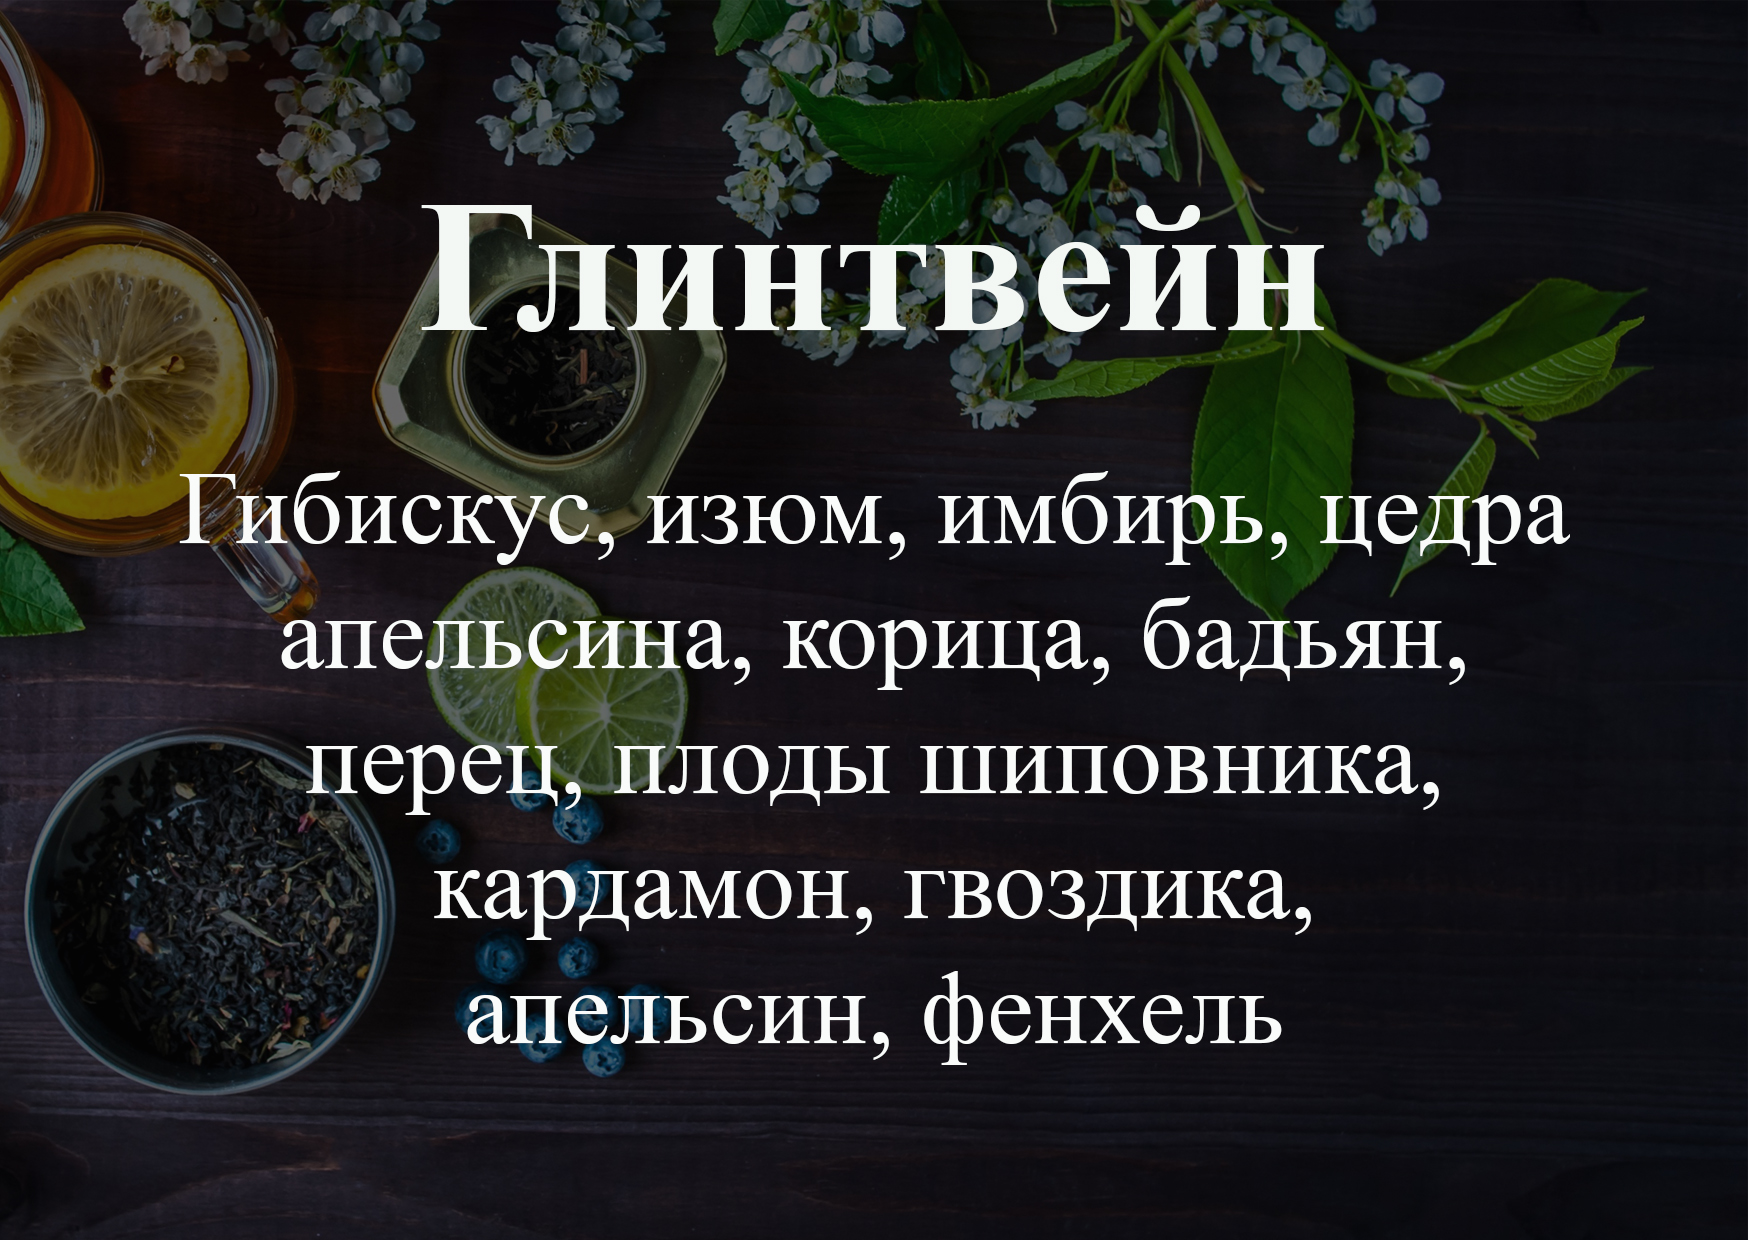 Глинтвейн
Гибискус, изюм, имбирь, цедра
апельсина, корица, бадьян,
перец, плоды шиповника,
кардамон, гвоздика,
апельсин, фенхель